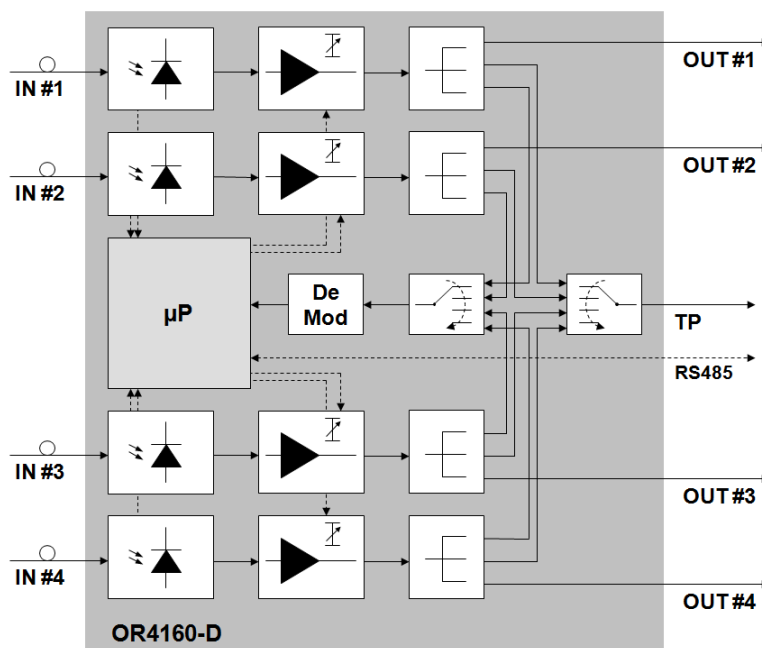 IN #1
OUT #1
IN #2
OUT #2
µP
De
Mod
TP
RS485
IN #3
OUT #3
IN #4
OUT #4
OR4160-D